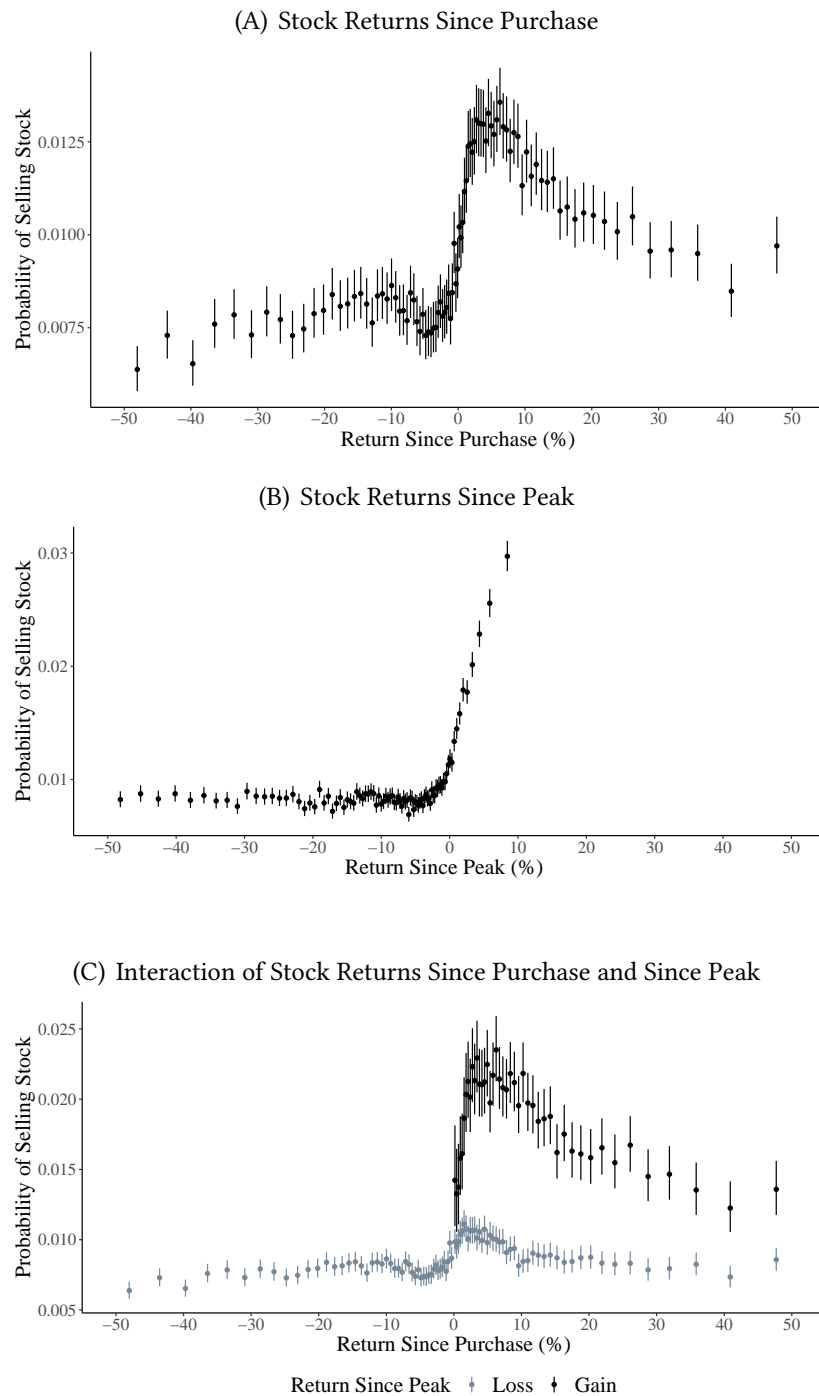 (A) Stock Returns Since Purchase
Probability of Selling Stock
0.0125
0.0100
0.0075
−50 −40 −30 −20 −10 0 10 20 30 40 50
Return Since Purchase (%)
(B) Stock Returns Since Peak
Probability of Selling Stock
0.03
0.02
0.01
−50 −40 −30 −20 −10 0 10 20 30 40 50
Return Since Peak (%)
(C) Interaction of Stock Returns Since Purchase and Since Peak
Probability of Selling Stock
0.025
0.020
0.015
0.010
0.005
−50 −40 −30 −20 −10 0 10 20 30 40 50
Return Since Purchase (%)
Return Since Peak Loss Gain